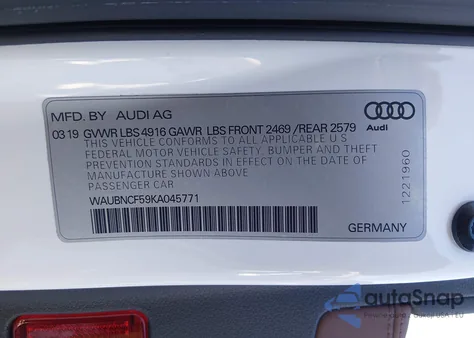 MFD. BY AUDI AG
03 19 GVWR LBS 4916 GAWR LBS FRONT 2469 /REAR 2579
THIS VEHICLE CONFORMS TO ALL APPLICABLE U S
FEDERAL MOTOR VEHICLE SAFETY, BUMPER AND THEFT
PREVENTION STANDARDS IN EFFECT ON THE DATE OF
MANUFACTURE SHOWN ABOVE
PASSENGER CAR
WAUBNCF59KA045771
Audi
1221960
GERMANY
autoSnap